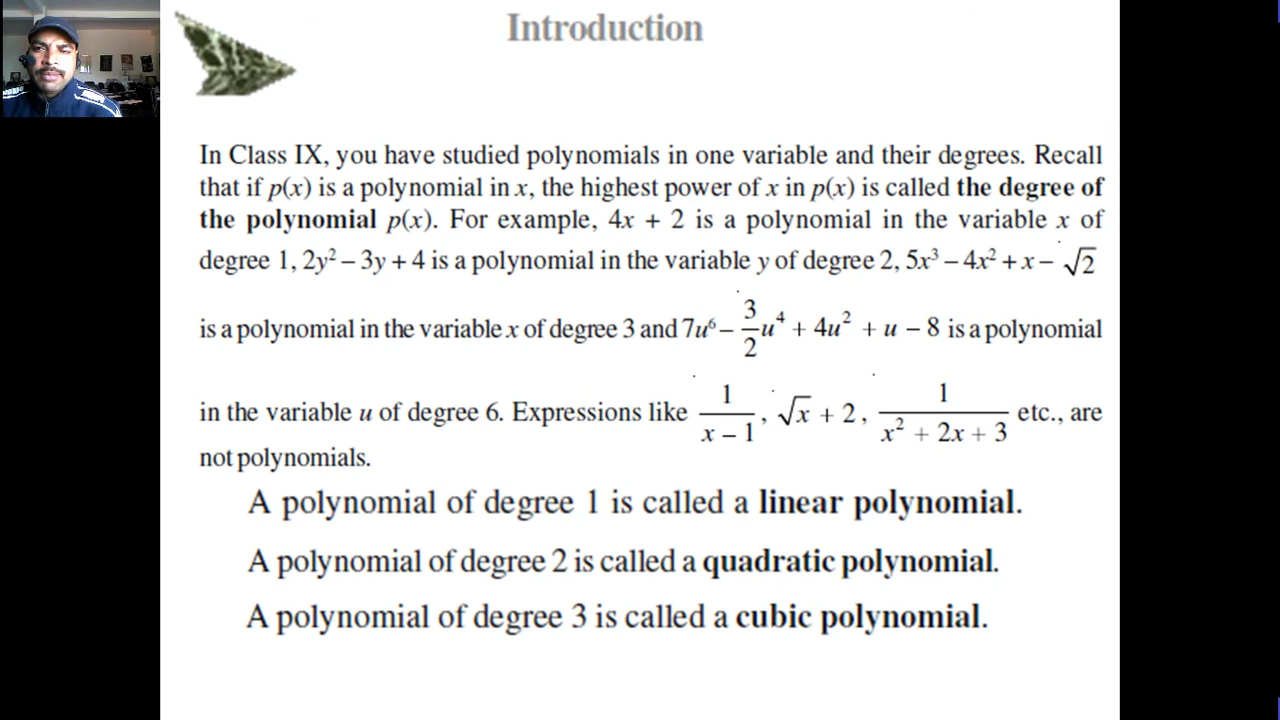 Introduction
In Class IX, you have studied polynomials in one variable and their degrees. Recall
that if p(x) is a polynomial in x, the highest power of x in p(x) is called the degree of
the polynomial p(x). For example, 4x + 2 is a polynomial in the variable x of
degree 1, 2y² – 3y + 4 is a polynomial in the variable y of degree 2, 5x³ – 4x² + x – √2
is a polynomial in the variable x of degree 3 and 7u⁶ – 3/2 u⁴ + 4u² + u – 8 is a polynomial
in the variable u of degree 6. Expressions like 1/(x – 1), √x + 2, 1/(x² + 2x + 3) etc., are
not polynomials.
A polynomial of degree 1 is called a linear polynomial.
A polynomial of degree 2 is called a quadratic polynomial.
A polynomial of degree 3 is called a cubic polynomial.